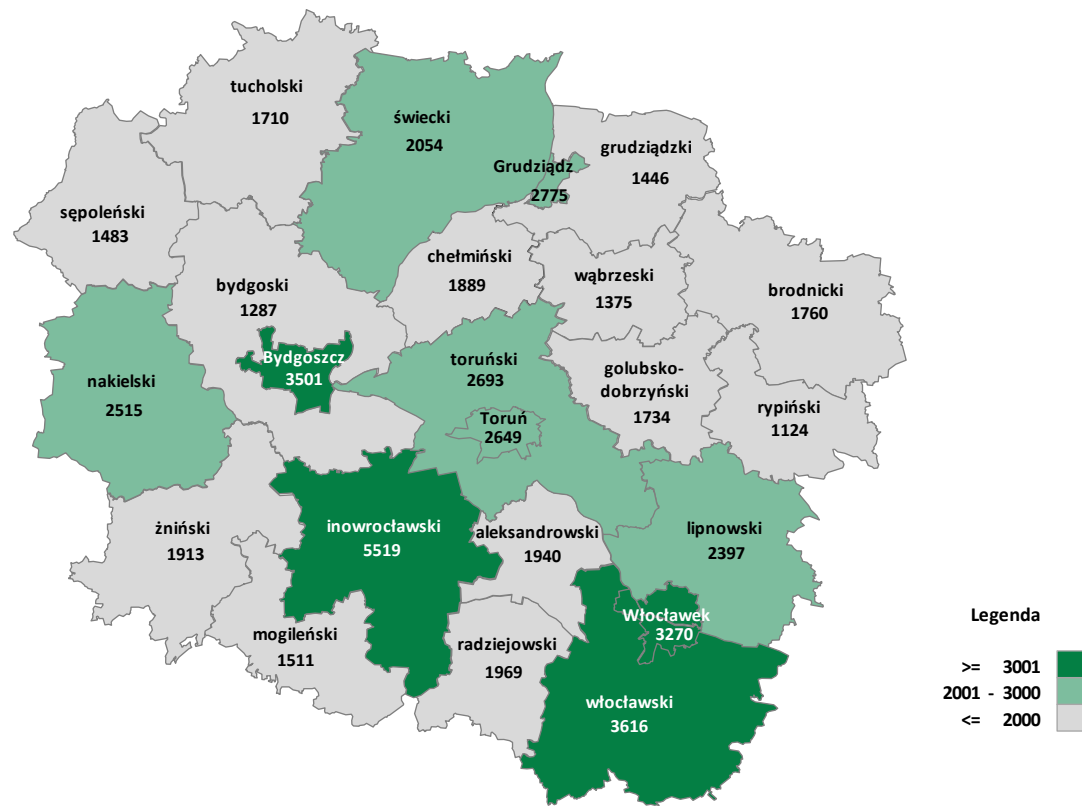 tucholski
1710
świecki
2054
grudziądzki
1446
Grudziądz
2775
sępoleński
1483
chełmiński
1889
wąbrzeski
1375
bydgoski
1287
brodnicki
1760
Bydgoszcz
3501
toruński
2693
golubsko-
dobrzyński
1734
nakielski
2515
rypiński
1124
Toruń
2649
żniński
1913
inowrocławski
5519
aleksandrowski
1940
lipnowski
2397
Włocławek
3270
mogileński
1511
radziejowski
1969
włocławski
3616
Legenda
>= 3001
2001 - 3000
<= 2000